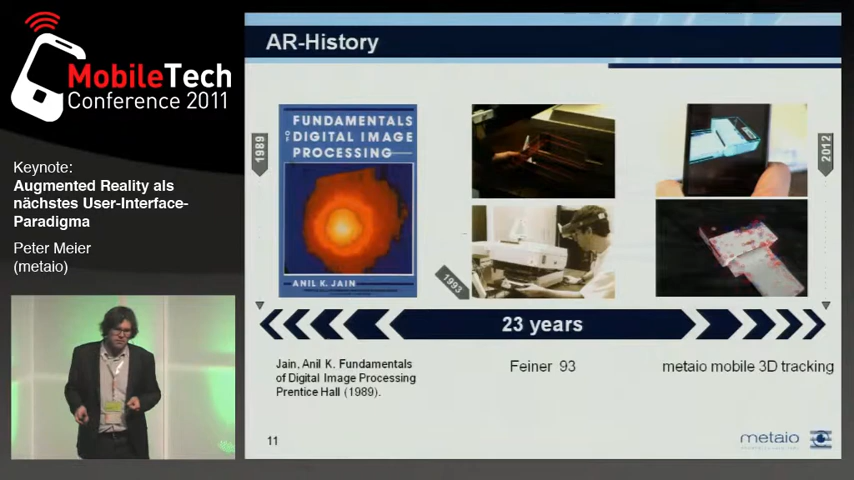 MobileTech
Conference 2011
Keynote:
Augmented Reality als
nächstes User-Interface-
Paradigma
Peter Meier
(metaio)
AR-History
1989
FUNDAMENTALS
OF DIGITAL IMAGE
PROCESSING
ANIL K. JAIN
1993
2012
23 years
Jain, Anil K. Fundamentals
of Digital Image Processing
Prentice Hall (1989).
Feiner 93
metaio mobile 3D tracking
11
metaio